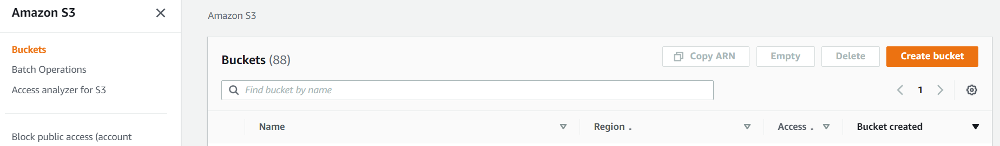 Amazon S3
Buckets
Batch Operations
Access analyzer for S3
Block public access (account
Amazon S3
Buckets (88)
Copy ARN
Empty
Delete
Create bucket
Find bucket by name
1
Name
Region .
Access .
Bucket created